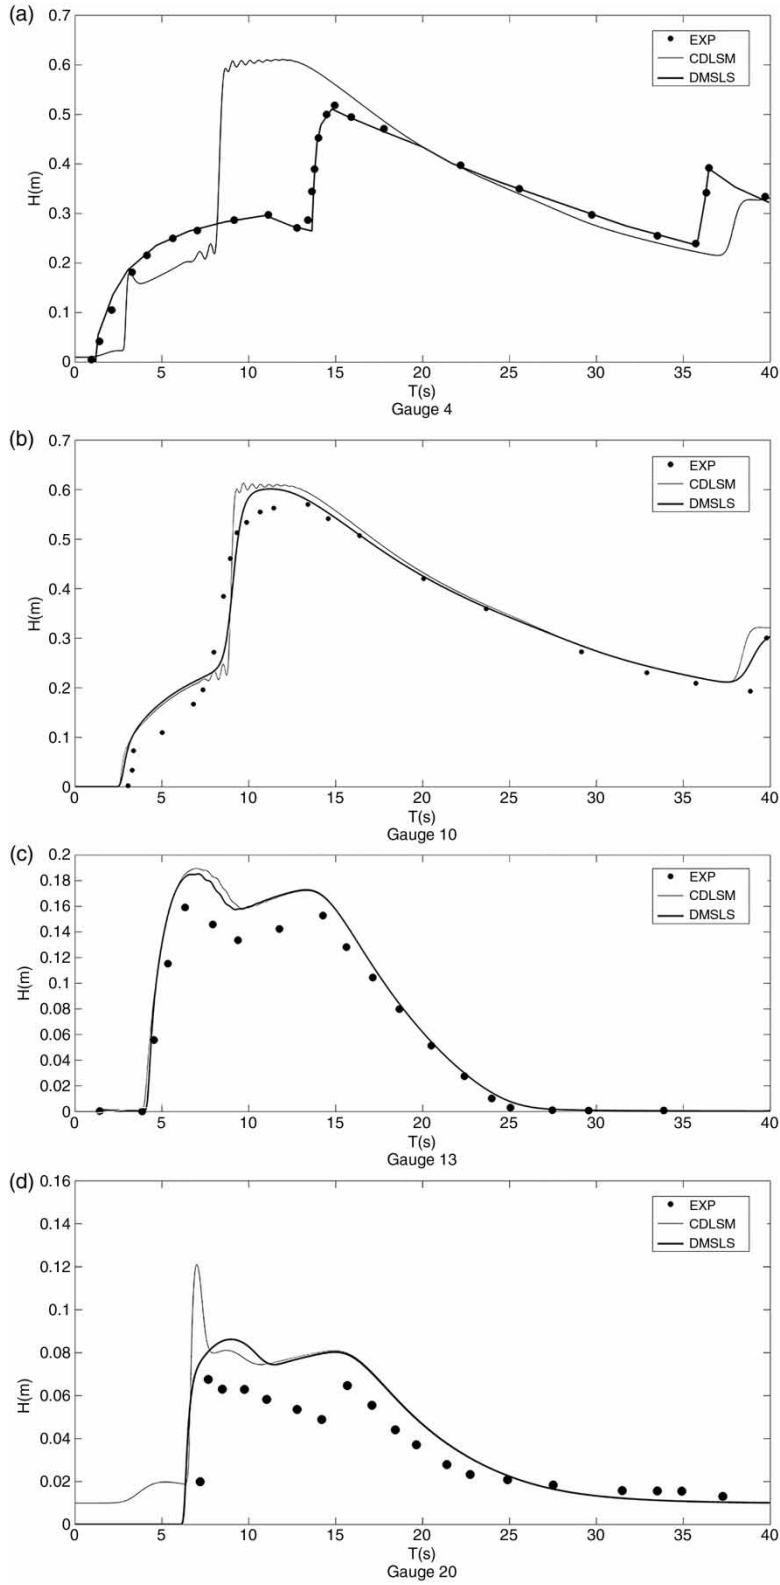 (a)
0.7
0.6
0.5
0.4
0.3
0.2
0.1
0
H(m)
EXP
CDLSM
DMSLS
0 5 10 15 20 25 30 35 40
T(s)
Gauge 4
(b)
0.7
0.6
0.5
0.4
0.3
0.2
0.1
0
H(m)
EXP
CDLSM
DMSLS
0 5 10 15 20 25 30 35 40
T(s)
Gauge 10
(c)
0.2
0.18
0.16
0.14
0.12
0.1
0.08
0.06
0.04
0.02
0
H(m)
EXP
CDLSM
DMSLS
0 5 10 15 20 25 30 35 40
T(s)
Gauge 13
(d)
0.16
0.14
0.12
0.1
0.08
0.06
0.04
0.02
0
H(m)
EXP
CDLSM
DMSLS
0 5 10 15 20 25 30 35 40
T(s)
Gauge 20